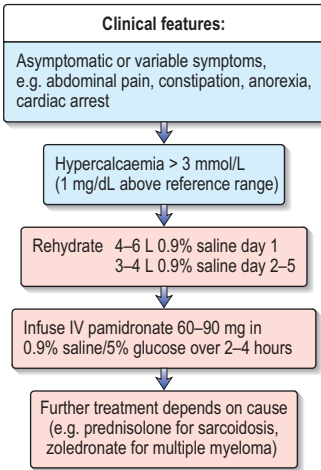 Clinical features:
Asymptomatic or variable symptoms,
e.g. abdominal pain, constipation, anorexia,
cardiac arrest
Hypercalcaemia > 3 mmol/L
(1 mg/dL above reference range)
Rehydrate 4–6 L 0.9% saline day 1
3–4 L 0.9% saline day 2–5
Infuse IV pamidronate 60–90 mg in
0.9% saline/5% glucose over 2–4 hours
Further treatment depends on cause
(e.g. prednisolone for sarcoidosis,
zoledronate for multiple myeloma)